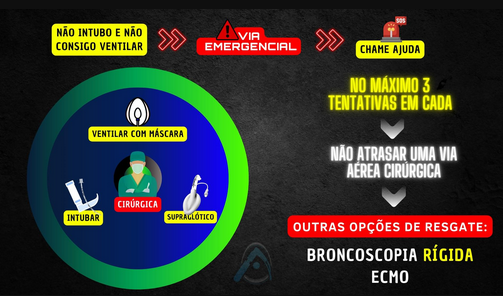 NÃO INTUBO E NÃO
CONSIGO VENTILAR
VIA
EMERGENCIAL
SOS
CHAME AJUDA
VENTILAR COM MÁSCARA
INTUBAR
CIRÚRGICA
SUPRAGLÓTICO
NO MÁXIMO 3
TENTATIVAS EM CADA
NÃO ATRASAR UMA VIA
AÉREA CIRÚRGICA
OUTRAS OPÇÕES DE RESGATE:
BRONCOSCOPIA RÍGIDA
ECMO